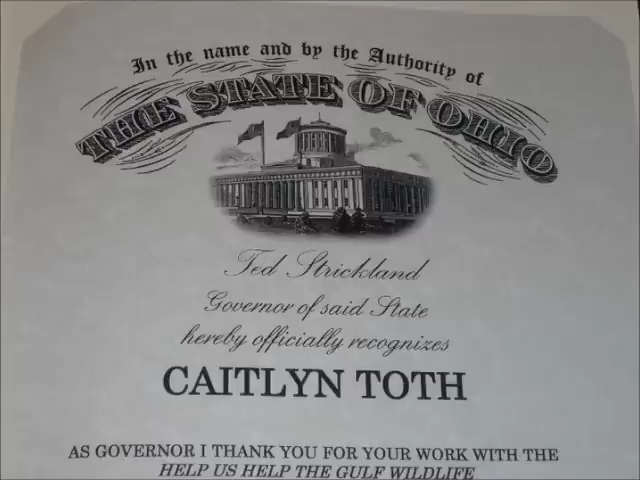 In the name and by the Authority of
THE STATE OF OHIO
Ted Strickland
Governor of said State
hereby officially recognizes
CAITLYN TOTH
AS GOVERNOR I THANK YOU FOR YOUR WORK WITH THE
HELP US HELP THE GULF WILDLIFE